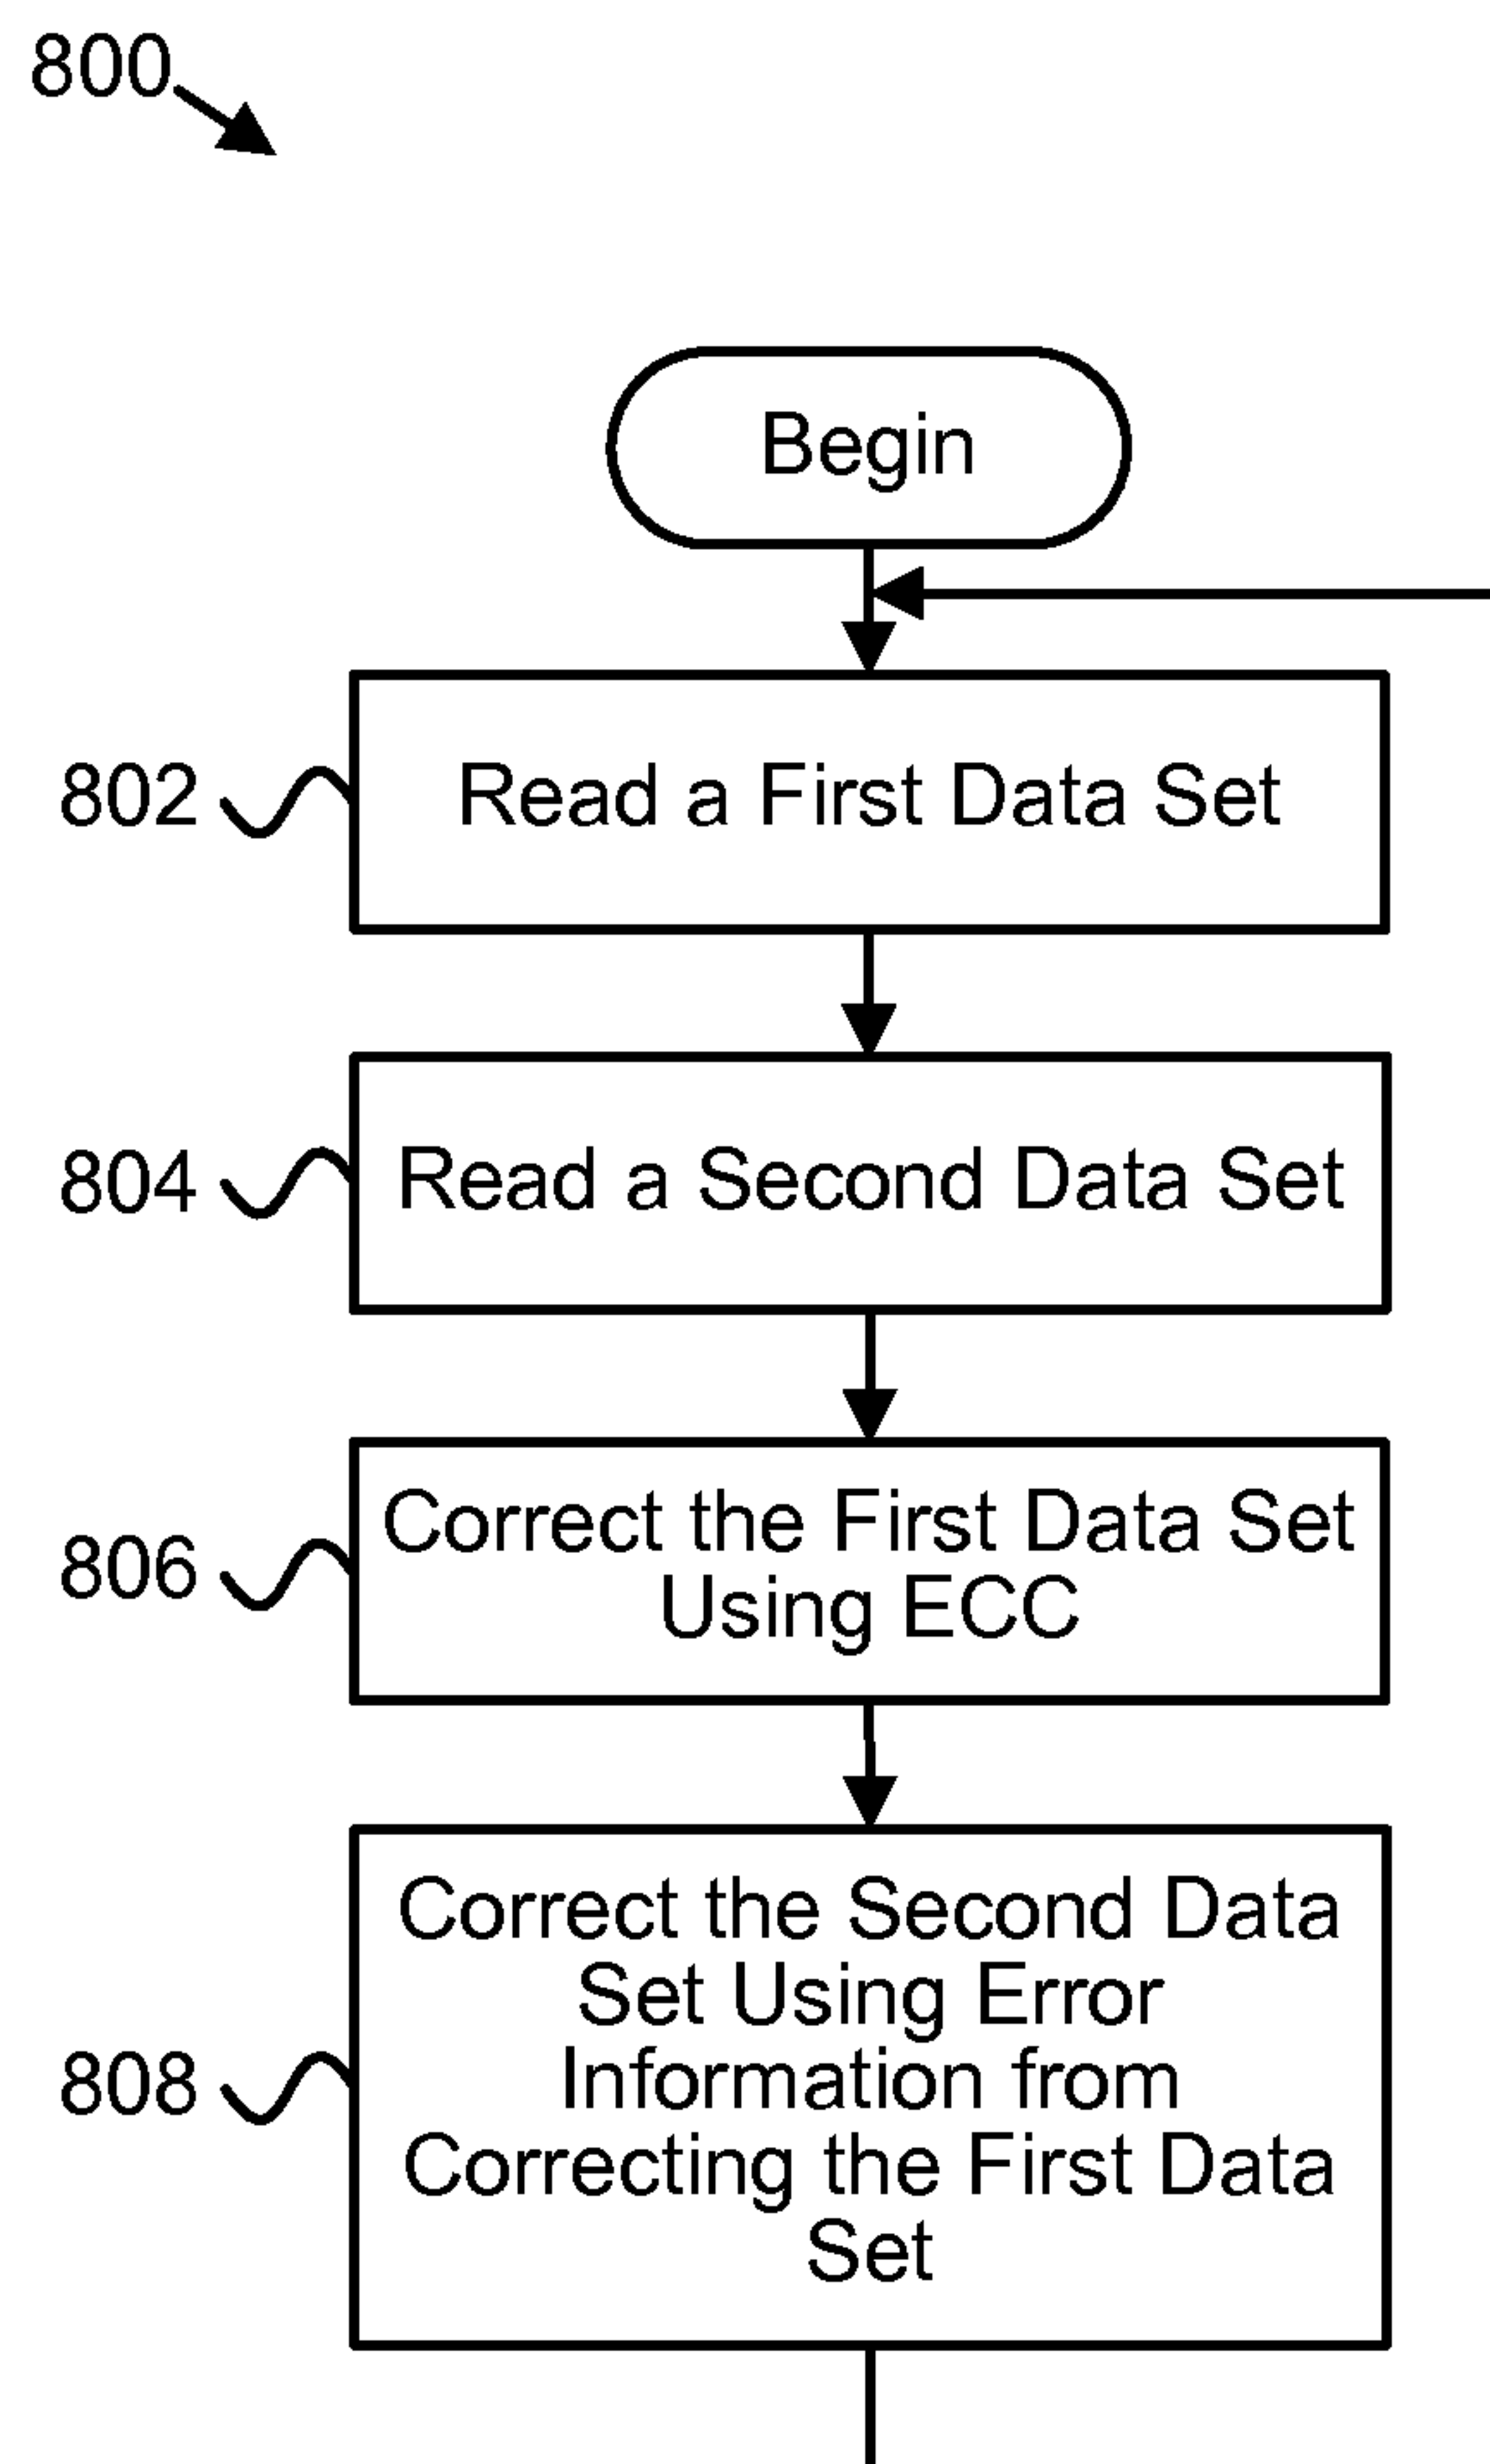 800
Begin
802
Read a First Data Set
804
Read a Second Data Set
806
Correct the First Data Set
Using ECC
808
Correct the Second Data
Set Using Error
Information from
Correcting the First Data
Set